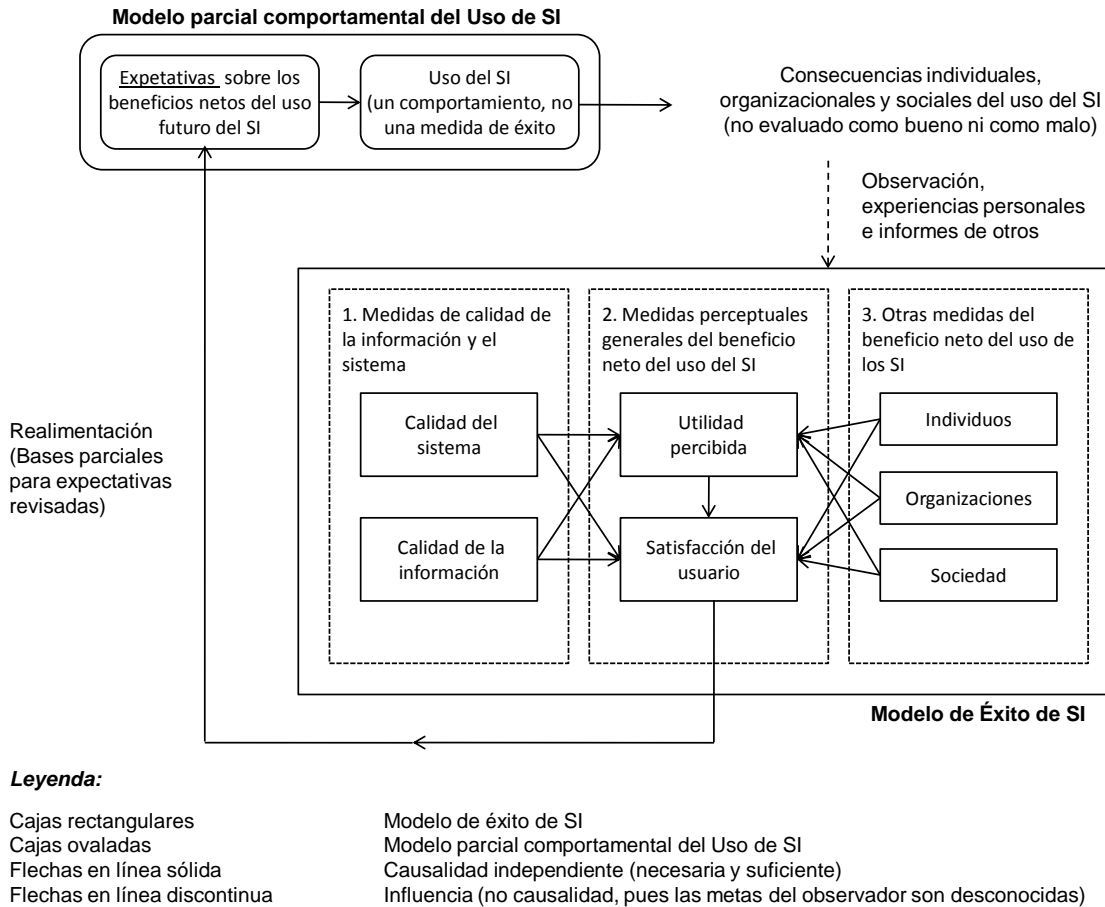 Modelo parcial comportamental del Uso de SI
Expetativas sobre los
beneficios netos del uso
futuro del SI
Uso del SI
(un comportamiento, no
una medida de éxito
Consecuencias individuales,
organizacionales y sociales del uso del SI
(no evaluado como bueno ni como malo)
Observación,
experiencias personales
e informes de otros
1. Medidas de calidad de
la información y el
sistema
2. Medidas perceptuales
generales del beneficio
neto del uso del SI
3. Otras medidas del
beneficio neto del uso de
los SI
Calidad del
sistema
Utilidad
percibida
Individuos
Organizaciones
Calidad de la
información
Satisfacción del
usuario
Sociedad
Realimentación
(Bases parciales
para expectativas
revisadas)
Modelo de Éxito de SI
Leyenda:
Cajas rectangulares Modelo de éxito de SI
Cajas ovaladas Modelo parcial comportamental del Uso de SI
Flechas en línea sólida Causalidad independiente (necesaria y suficiente)
Flechas en línea discontinua Influencia (no causalidad, pues las metas del observador son desconocidas)